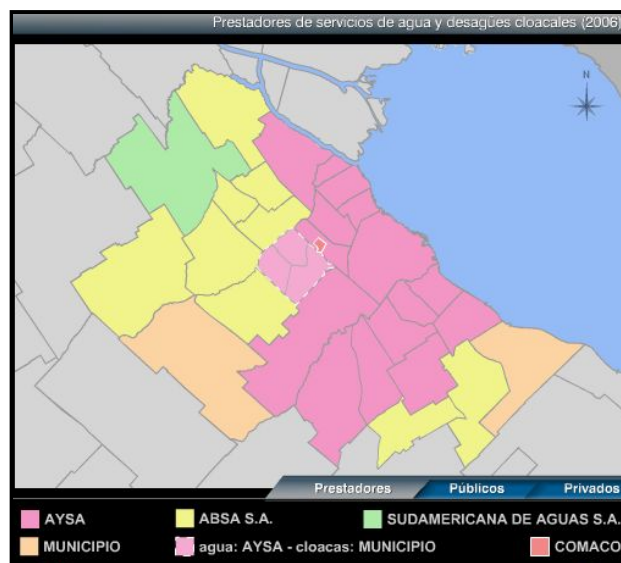 Prestadores de servicios de agua y desagües cloacales (2006)
N
Prestadores Públicos Privados
AYSA ABSA S.A. SUDAMERICANA DE AGUAS S.A.
MUNICIPIO agua: AYSA - cloacas: MUNICIPIO COMACO